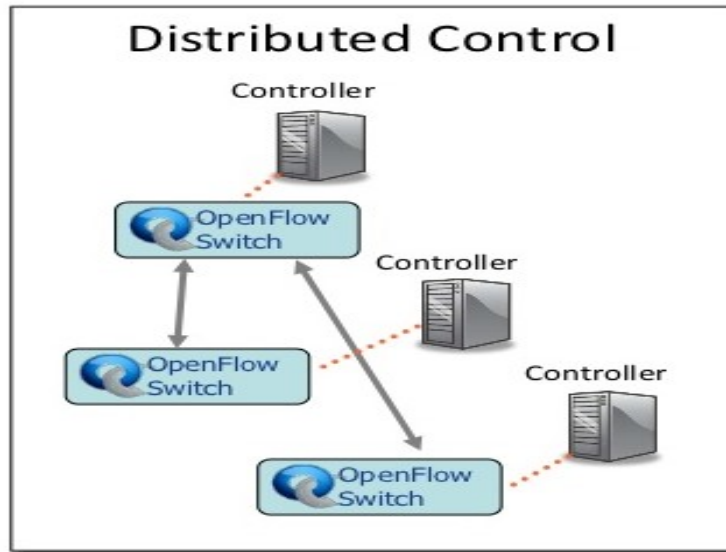 Distributed Control
Controller
OpenFlow
Switch
Controller
OpenFlow
Switch
Controller
OpenFlow
Switch